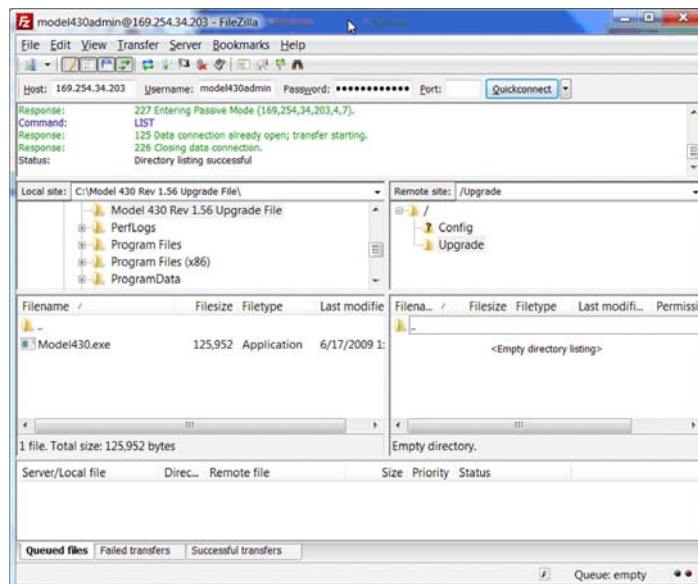 model430admin@169.254.34.203 - FileZilla
File Edit View Transfer Server Bookmarks Help
Host: 169.254.34.203 Username: model430admin Password: ●●●●●●●●●●●●● Port: Quickconnect
Response: 227 Entering Passive Mode (169,254,34,203,4,7).
Command: LIST
Response: 125 Data connection already open; transfer starting.
Response: 226 Closing data connection.
Status: Directory listing successful
Local site: C:\Model 430 Rev 1.56 Upgrade File\
Model 430 Rev 1.56 Upgrade File
PerfLogs
Program Files
Program Files (x86)
ProgramData
Remote site: /Upgrade
/
? Config
Upgrade
Filename / Filesize Filetype Last modifie
..
Model430.exe 125,952 Application 6/17/2009 1:
1 file. Total size: 125,952 bytes
Filena... / Filesize Filetype Last modifi... Permissi
..
<Empty directory listing>
Empty directory.
Server/Local file Direc... Remote file Size Priority Status
Queued files Failed transfers Successful transfers
Queue: empty